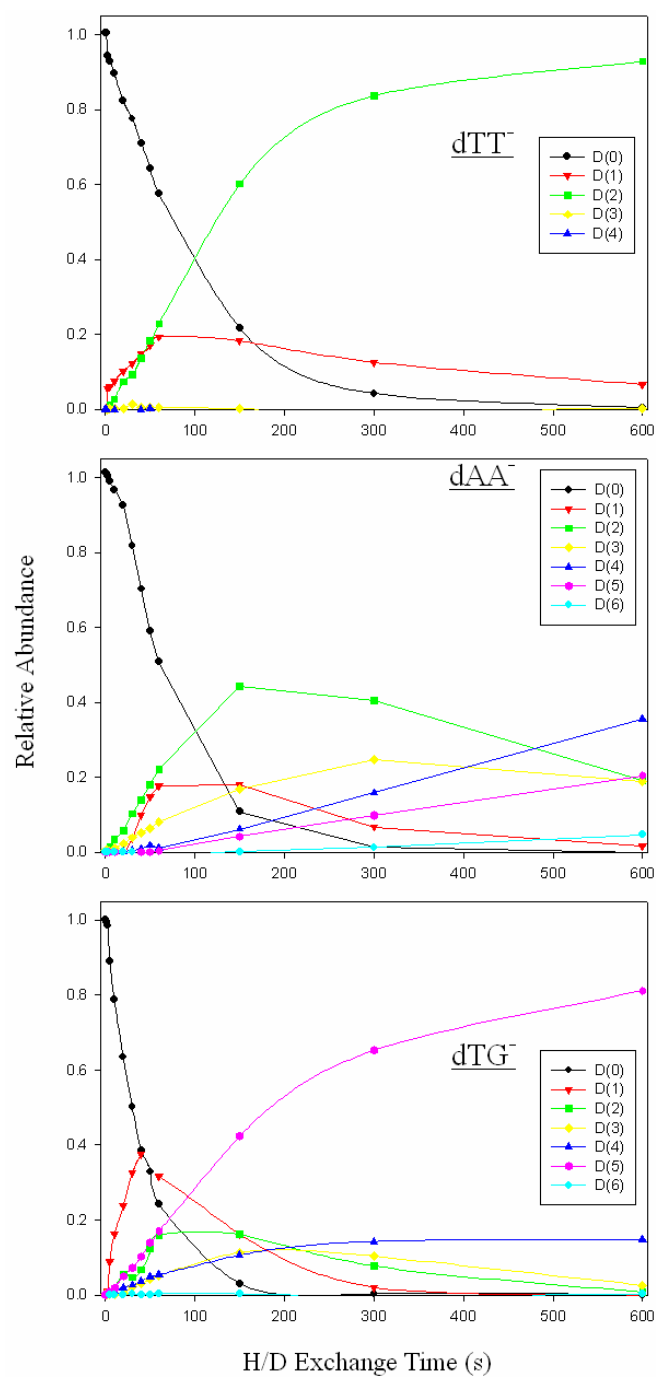 1.0
0.8
0.6
0.4
0.2
0.0
dTT⁻
D(0)
D(1)
D(2)
D(3)
D(4)
0 100 200 300 400 500 600
1.0
0.8
0.6
0.4
0.2
0.0
dAA⁻
D(0)
D(1)
D(2)
D(3)
D(4)
D(5)
D(6)
0 100 200 300 400 500 600
Relative Abundance
1.0
0.8
0.6
0.4
0.2
0.0
dTG⁻
D(0)
D(1)
D(2)
D(3)
D(4)
D(5)
D(6)
0 100 200 300 400 500 600
H/D Exchange Time (s)